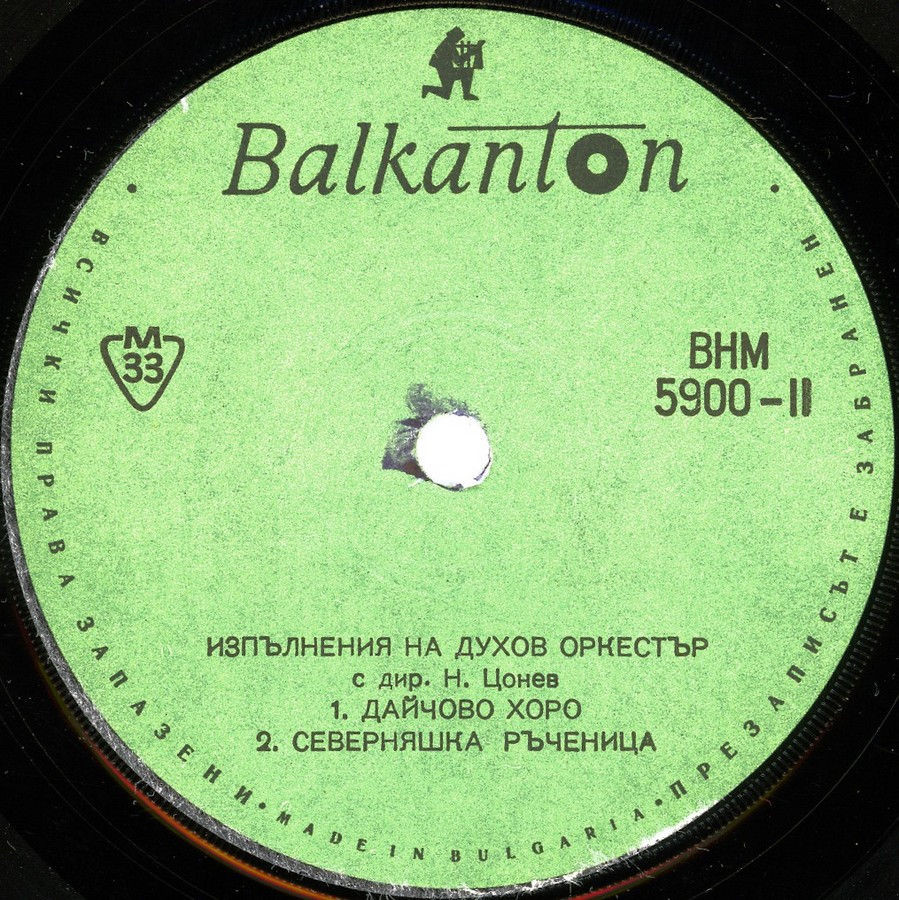 Balkanton
М
33
ВНМ
5900-II
ИЗПЪЛНЕНИЯ НА ДУХОВ ОРКЕСТЪР
с дир. Н. Цонев
1. ДАЙЧОВО ХОРО
2. СЕВЕРНЯШКА РЪЧЕНИЦА
• ВСИЧКИ ПРАВА ЗАПАЗЕНИ • MADE IN BULGARIA • ПРЕЗАПИСЪТ Е ЗАБРАНЕН •